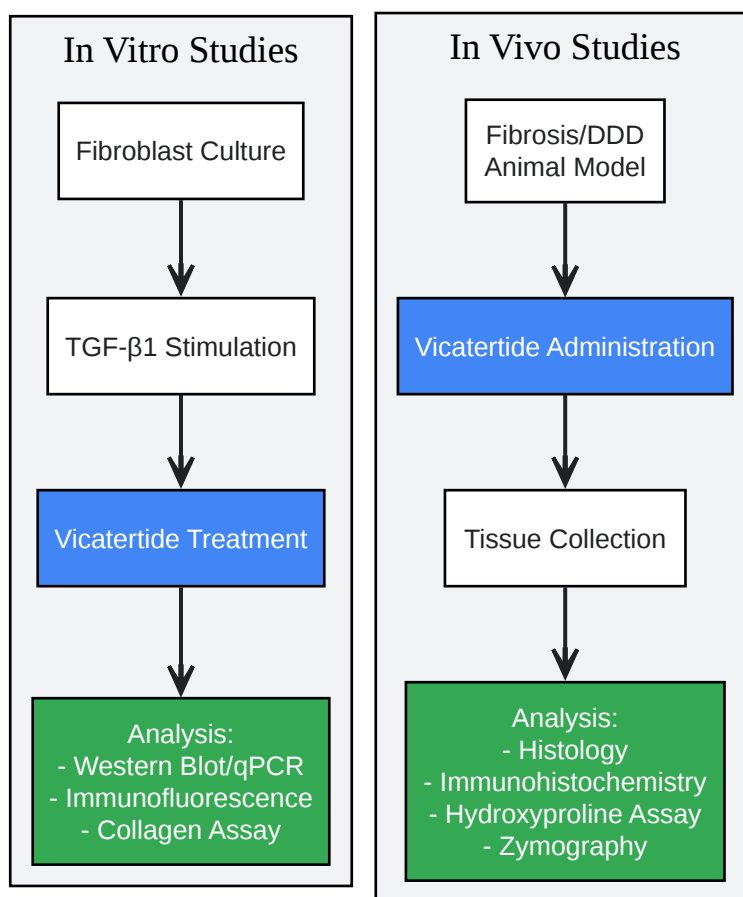 In Vitro Studies
Fibroblast Culture
TGF-β1 Stimulation
Vicatertide Treatment
Analysis:
- Western Blot/qPCR
- Immunofluorescence
- Collagen Assay
In Vivo Studies
Fibrosis/DDD
Animal Model
Vicatertide Administration
Tissue Collection
Analysis:
- Histology
- Immunohistochemistry
- Hydroxyproline Assay
- Zymography